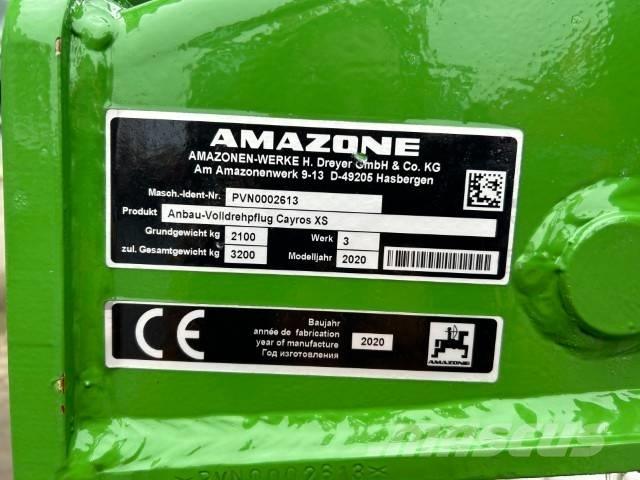 AMAZONE
AMAZONEN-WERKE H. Dreyer GmbH & Co. KG
Am Amazonenwerk 9-13 D-49205 Hasbergen
Masch.-Ident-Nr. PVN0002613
Produkt Anbau-Volldrehpflug Cayros XS
Grundgewicht kg 2100 Werk 3
zul. Gesamtgewicht kg 3200 Modelljahr 2020
CE
Baujahr
année de fabrication
year of manufacture
Год изготовления
2020
AMAZONE
×PVN0002613×
mascus